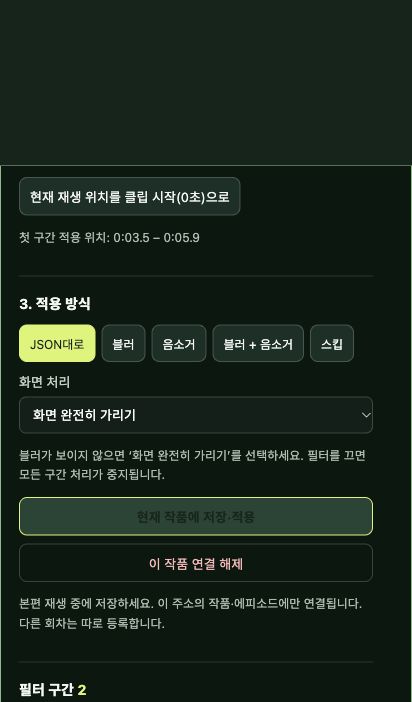 현재 재생 위치를 클립 시작(0초)으로
첫 구간 적용 위치: 0:03.5 – 0:05.9
3. 적용 방식
JSON대로 블러 음소거 블러 + 음소거 스킵
화면 처리
화면 완전히 가리기
블러가 보이지 않으면 ‘화면 완전히 가리기’를 선택하세요. 필터를 끄면
모든 구간 처리가 중지됩니다.
현재 작품에 저장·적용
이 작품 연결 해제
본편 재생 중에 저장하세요. 이 주소의 작품·에피소드에만 연결됩니다.
다른 회차는 따로 등록합니다.
필터 구간 2